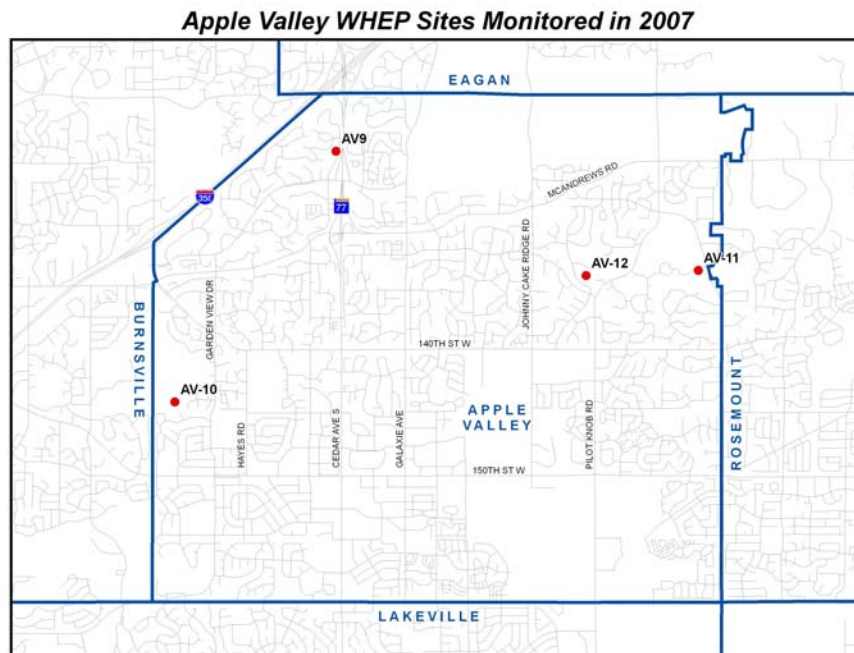 Apple Valley WHEP Sites Monitored in 2007
EAGAN
AV9
MCANDREWS RD
77
JOHNNY CAKE RIDGE RD
AV-12
AV-11
GARDEN VIEW DR
BURNSVILLE
140TH ST W
ROSEMOUNT
AV-10
APPLE
VALLEY
HAYES RD
CEDAR AVE S
GALAXIE AVE
PILOT KNOB RD
150TH ST W
LAKEVILLE